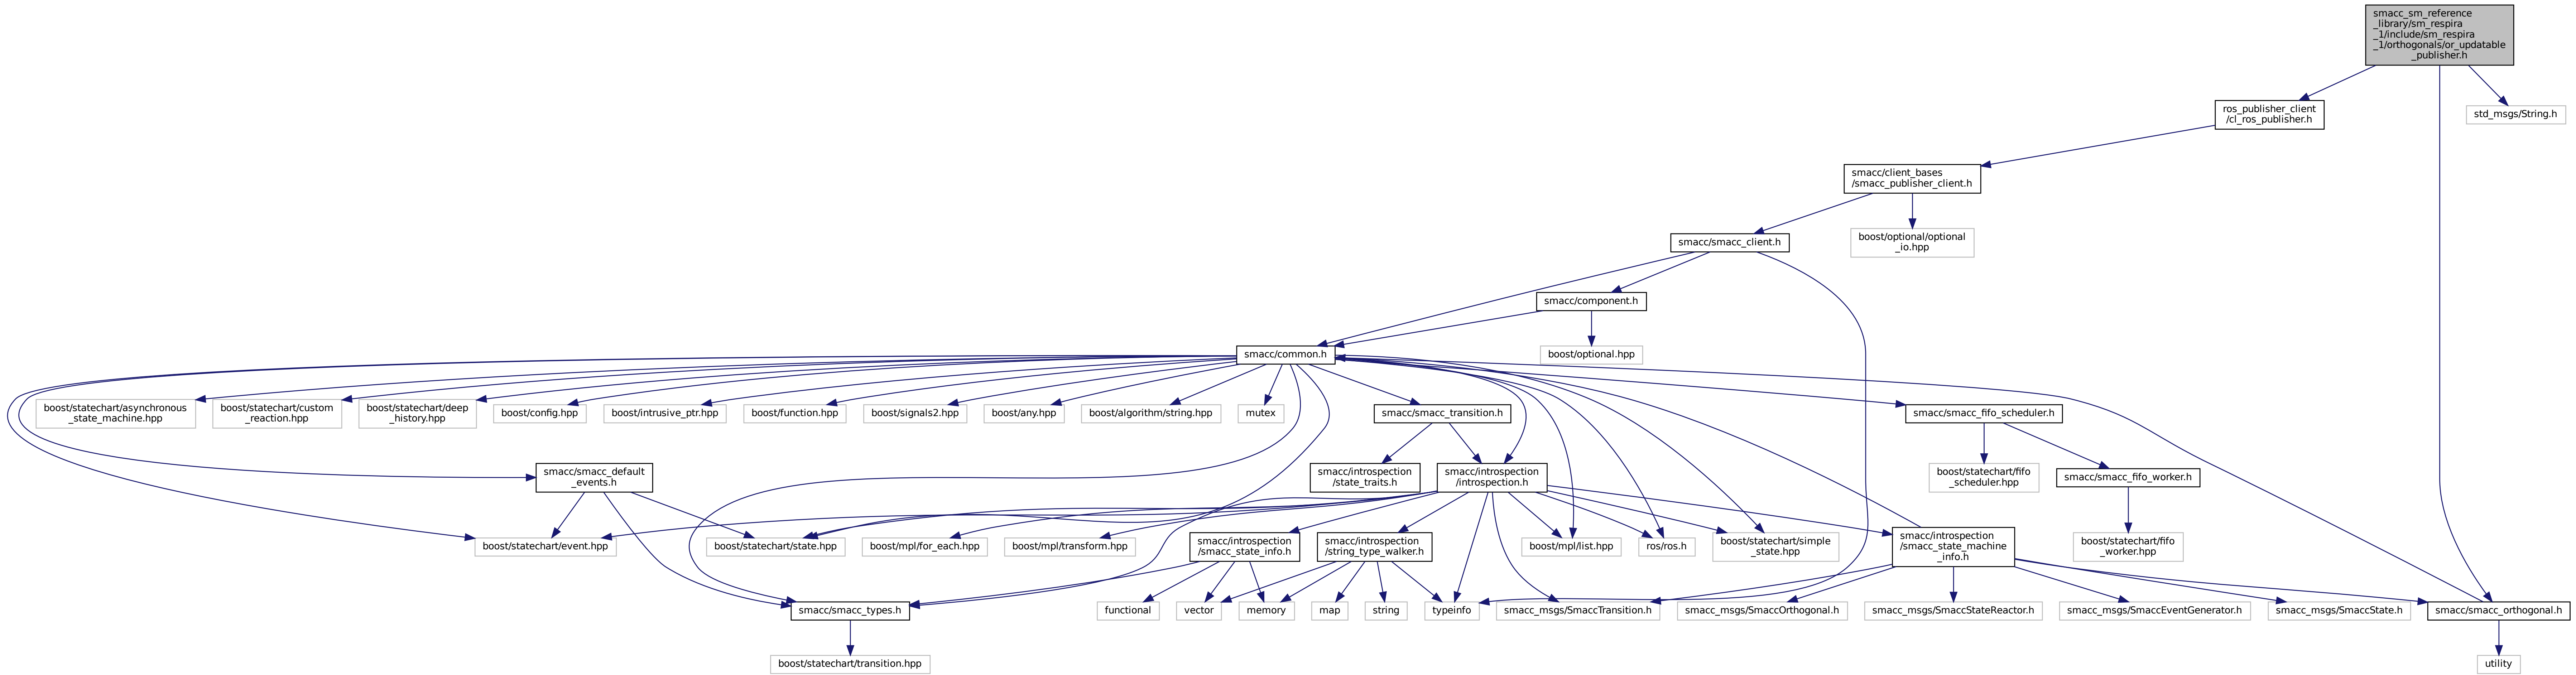 smacc_sm_reference
_library/sm_respira
_1/include/sm_respira
_1/orthogonals/or_updatable
_publisher.h
ros_publisher_client
/cl_ros_publisher.h
std_msgs/String.h
smacc/client_bases
/smacc_publisher_client.h
smacc/smacc_client.h
boost/optional/optional
_io.hpp
smacc/component.h
smacc/common.h
boost/optional.hpp
boost/statechart/asynchronous
_state_machine.hpp
boost/statechart/custom
_reaction.hpp
boost/statechart/deep
_history.hpp
boost/config.hpp
boost/intrusive_ptr.hpp
boost/function.hpp
boost/signals2.hpp
boost/any.hpp
boost/algorithm/string.hpp
mutex
smacc/smacc_transition.h
smacc/smacc_fifo_scheduler.h
smacc/smacc_default
_events.h
smacc/introspection
/state_traits.h
smacc/introspection
/introspection.h
boost/statechart/fifo
_scheduler.hpp
smacc/smacc_fifo_worker.h
boost/statechart/event.hpp
boost/statechart/state.hpp
boost/mpl/for_each.hpp
boost/mpl/transform.hpp
smacc/introspection
/smacc_state_info.h
smacc/introspection
/string_type_walker.h
boost/mpl/list.hpp
ros/ros.h
boost/statechart/simple
_state.hpp
smacc/introspection
/smacc_state_machine
_info.h
boost/statechart/fifo
_worker.hpp
smacc/smacc_types.h
functional
vector
memory
map
string
typeinfo
smacc_msgs/SmaccTransition.h
smacc_msgs/SmaccOrthogonal.h
smacc_msgs/SmaccStateReactor.h
smacc_msgs/SmaccEventGenerator.h
smacc_msgs/SmaccState.h
smacc/smacc_orthogonal.h
boost/statechart/transition.hpp
utility